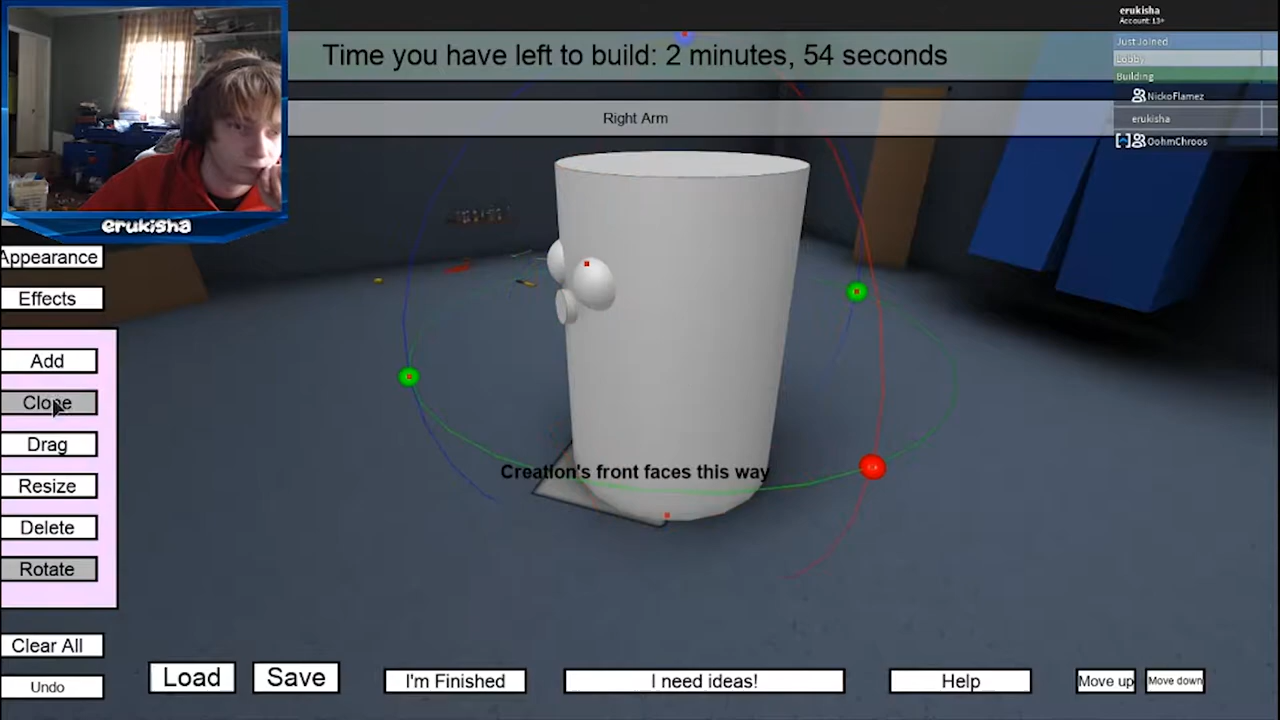 erukisha
Account: 13+
Time you have left to build: 2 minutes, 54 seconds
Just Joined
Lobby
Building
Right Arm
NickoFlamez
erukisha
OohmChroos
erukisha
Appearance
Effects
Add
Clone
Drag
Resize
Delete
Rotate
Creation's front faces this way
Clear All
Undo
Load
Save
I'm Finished
I need ideas!
Help
Move up
Move down